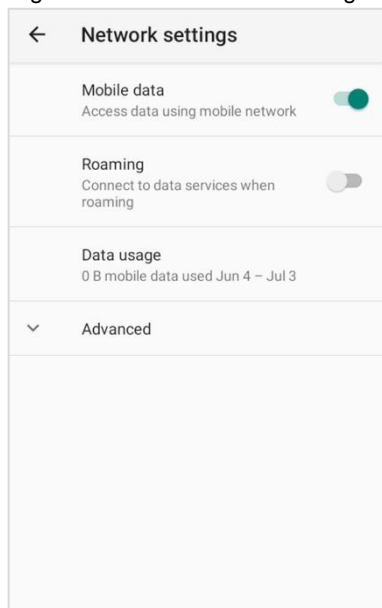 Network settings
Mobile data
Access data using mobile network
Roaming
Connect to data services when
roaming
Data usage
0 B mobile data used Jun 4 – Jul 3
Advanced